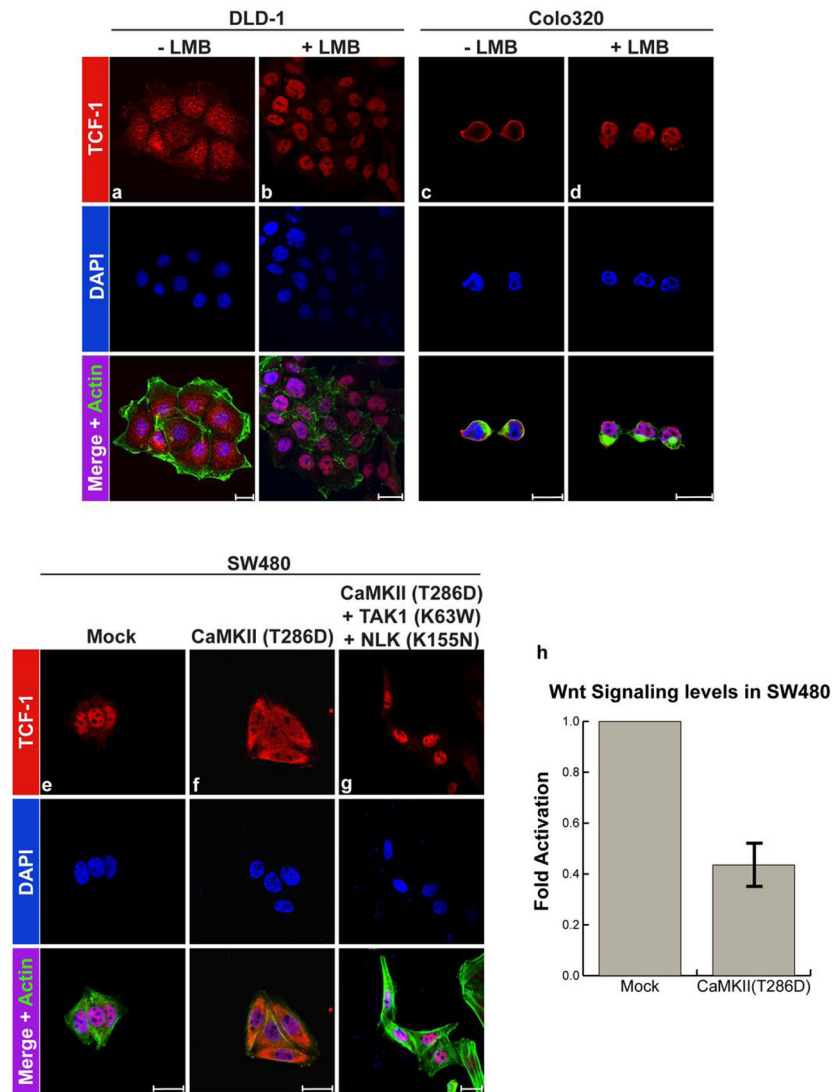 DLD-1
Colo320
- LMB
+ LMB
- LMB
+ LMB
TCF-1
a
b
c
d
DAPI
Merge + Actin
SW480
Mock
CaMKII (T286D)
CaMKII (T286D)
+ TAK1 (K63W)
+ NLK (K155N)
TCF-1
e
f
g
DAPI
Merge + Actin
h
Wnt Signaling levels in SW480
Fold Activation
1.0
0.8
0.6
0.4
0.2
0.0
Mock
CaMKII(T286D)